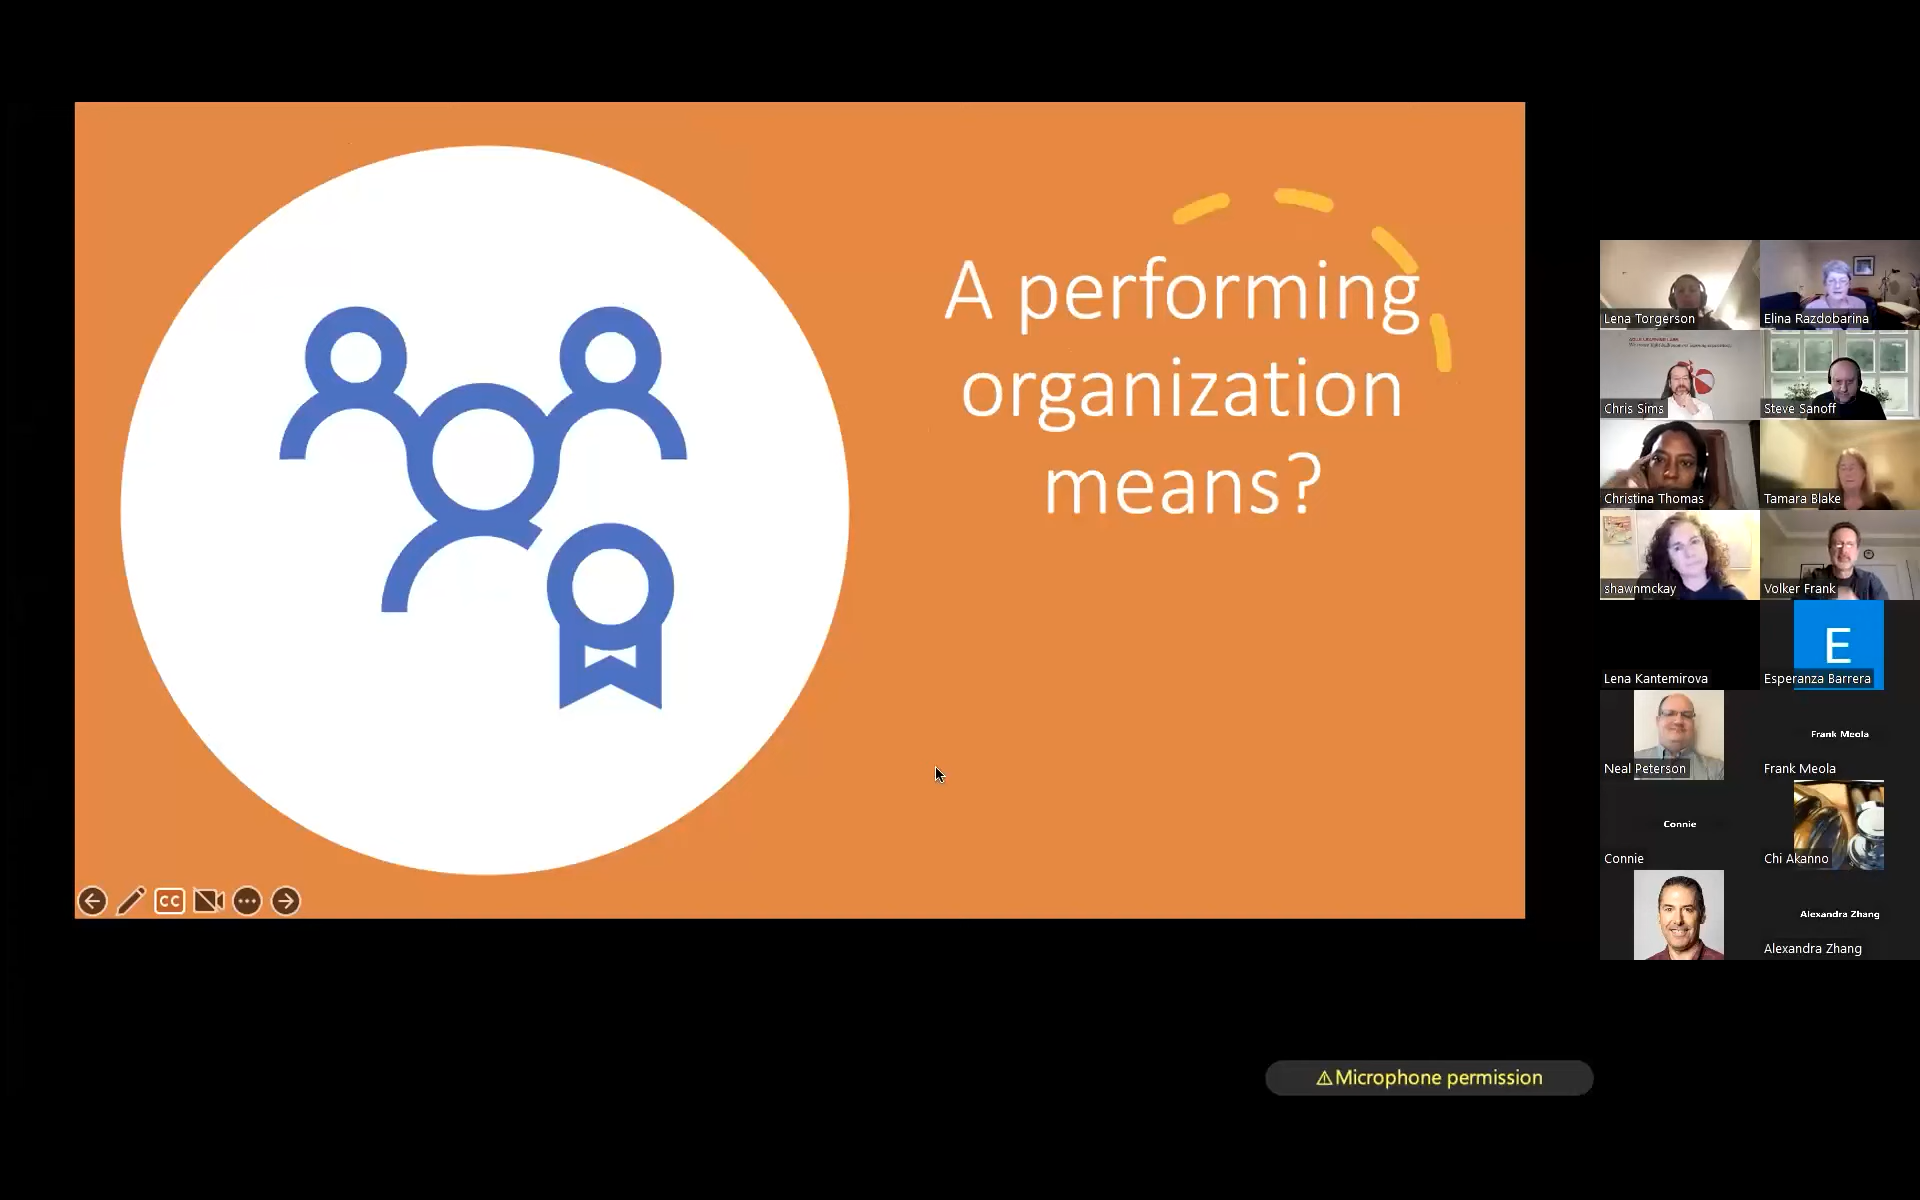 A performing
organization
means?
CC
Lena Torgerson
Elina Razdobarina
Chris Sims
Steve Sanoff
Christina Thomas
Tamara Blake
shawnmckay
Volker Frank
Lena Kantemirova
E
Esperanza Barrera
Neal Peterson
Frank Meola
Frank Meola
Connie
Connie
Chi Akanno
Alexandra Zhang
Alexandra Zhang
⚠Microphone permission